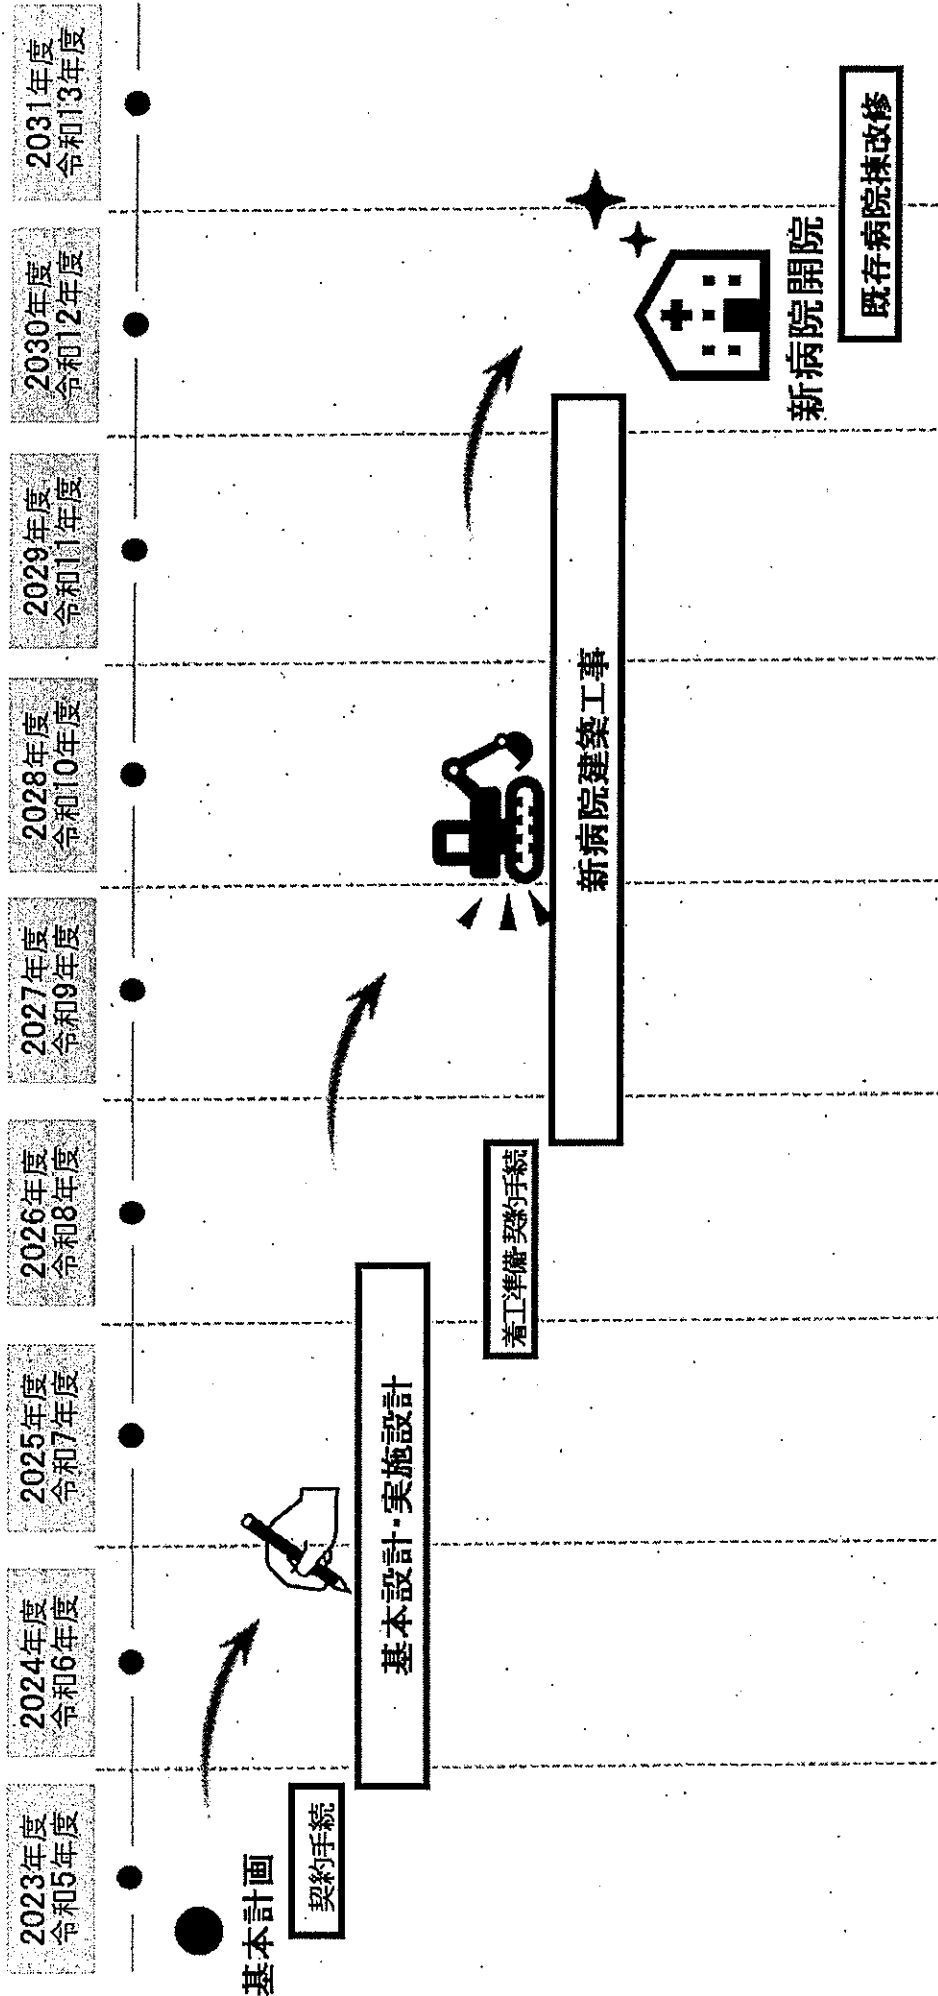 2023年度
令和5年度
2024年度
令和6年度
2025年度
令和7年度
2026年度
令和8年度
2027年度
令和9年度
2028年度
令和10年度
2029年度
令和11年度
2030年度
令和12年度
2031年度
令和13年度
基本計画
契約手続
基本設計・実施設計
着工準備・契約手続
新病院建築工事
新病院開院
既存病院棟改修